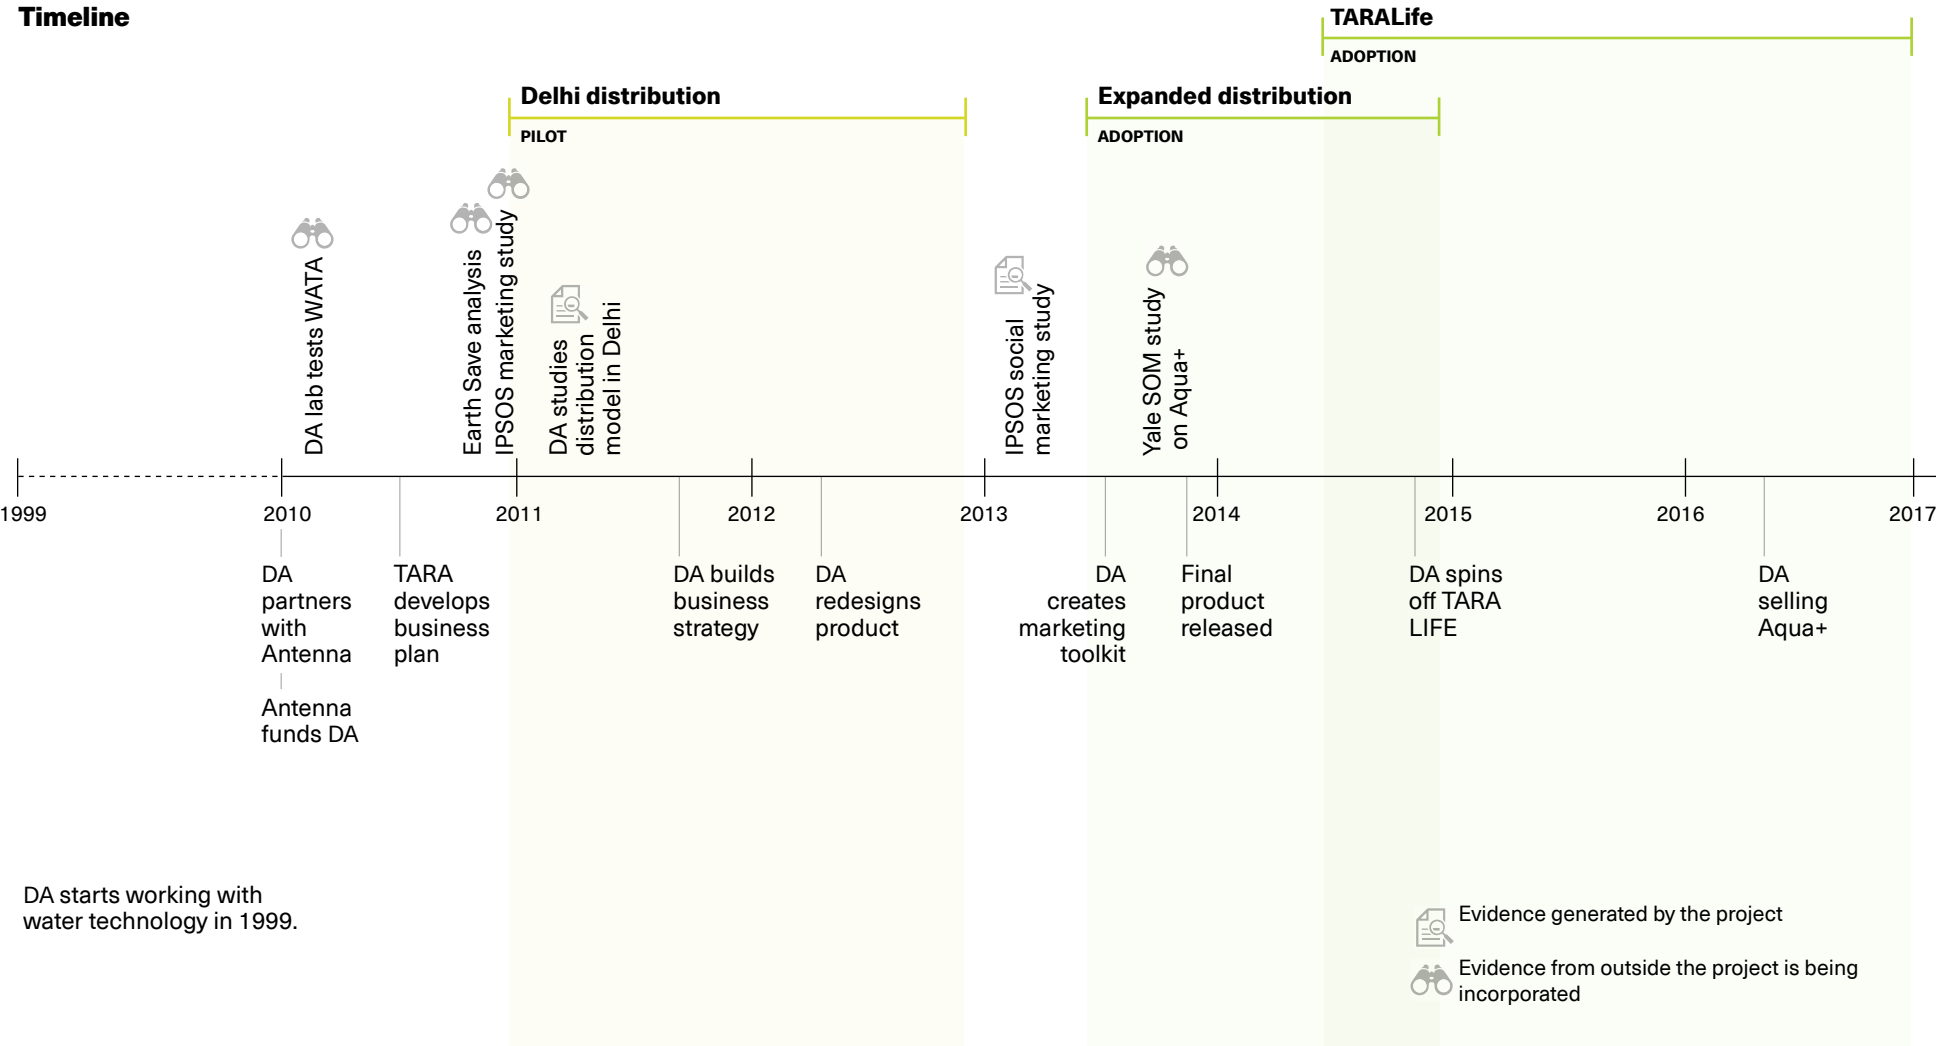 Timeline
TARALife
ADOPTION
Delhi distribution
PILOT
Expanded distribution
ADOPTION
DA lab tests WATA
Earth Save analysis
IPSOS marketing study
DA studies
distribution
model in Delhi
IPSOS social
marketing study
Yale SOM study
on Aqua+
1999
2010
2011
2012
2013
2014
2015
2016
2017
DA
partners
with
Antenna
Antenna
funds DA
TARA
develops
business
plan
DA builds
business
strategy
DA
redesigns
product
DA
creates
marketing
toolkit
Final
product
released
DA spins
off TARA
LIFE
DA
selling
Aqua+
DA starts working with
water technology in 1999.
Evidence generated by the project
Evidence from outside the project is being
incorporated